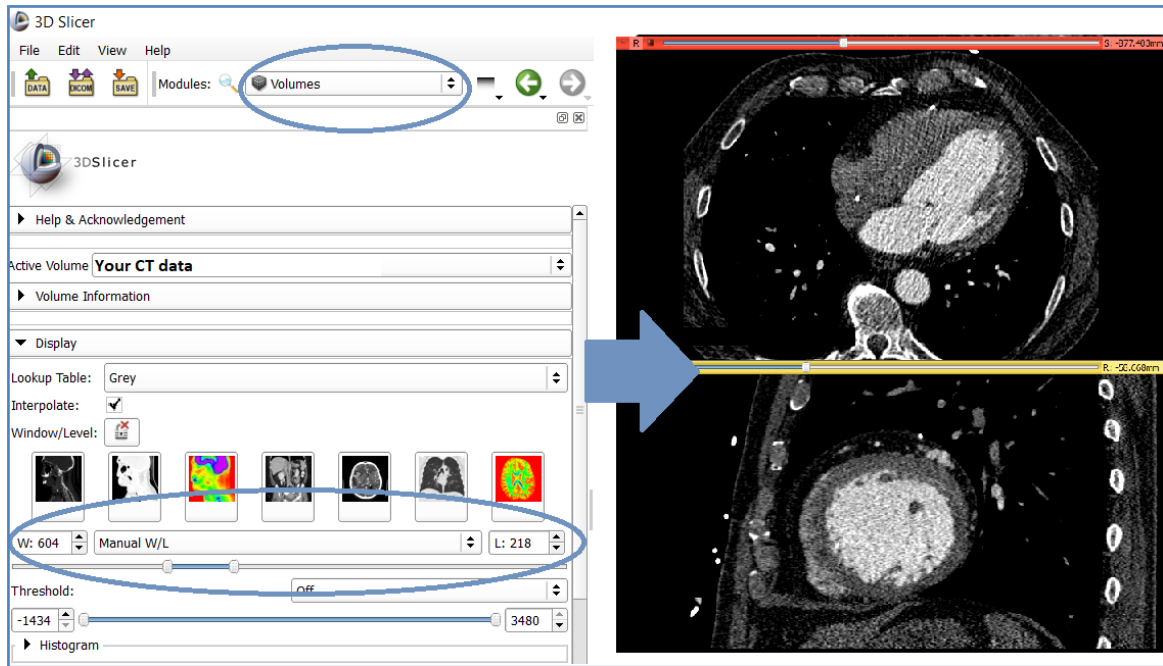 3D Slicer
File Edit View Help
DATA DICOM SAVE Modules: Volumes
3DSlicer
Help & Acknowledgement
Active Volume Your CT data
Volume Information
Display
Lookup Table: Grey
Interpolate:
Window/Level:
W: 604 Manual W/L L: 218
Threshold: Off
-1434 3480
Histogram
R S: -377.403mm
R: -58.068mm